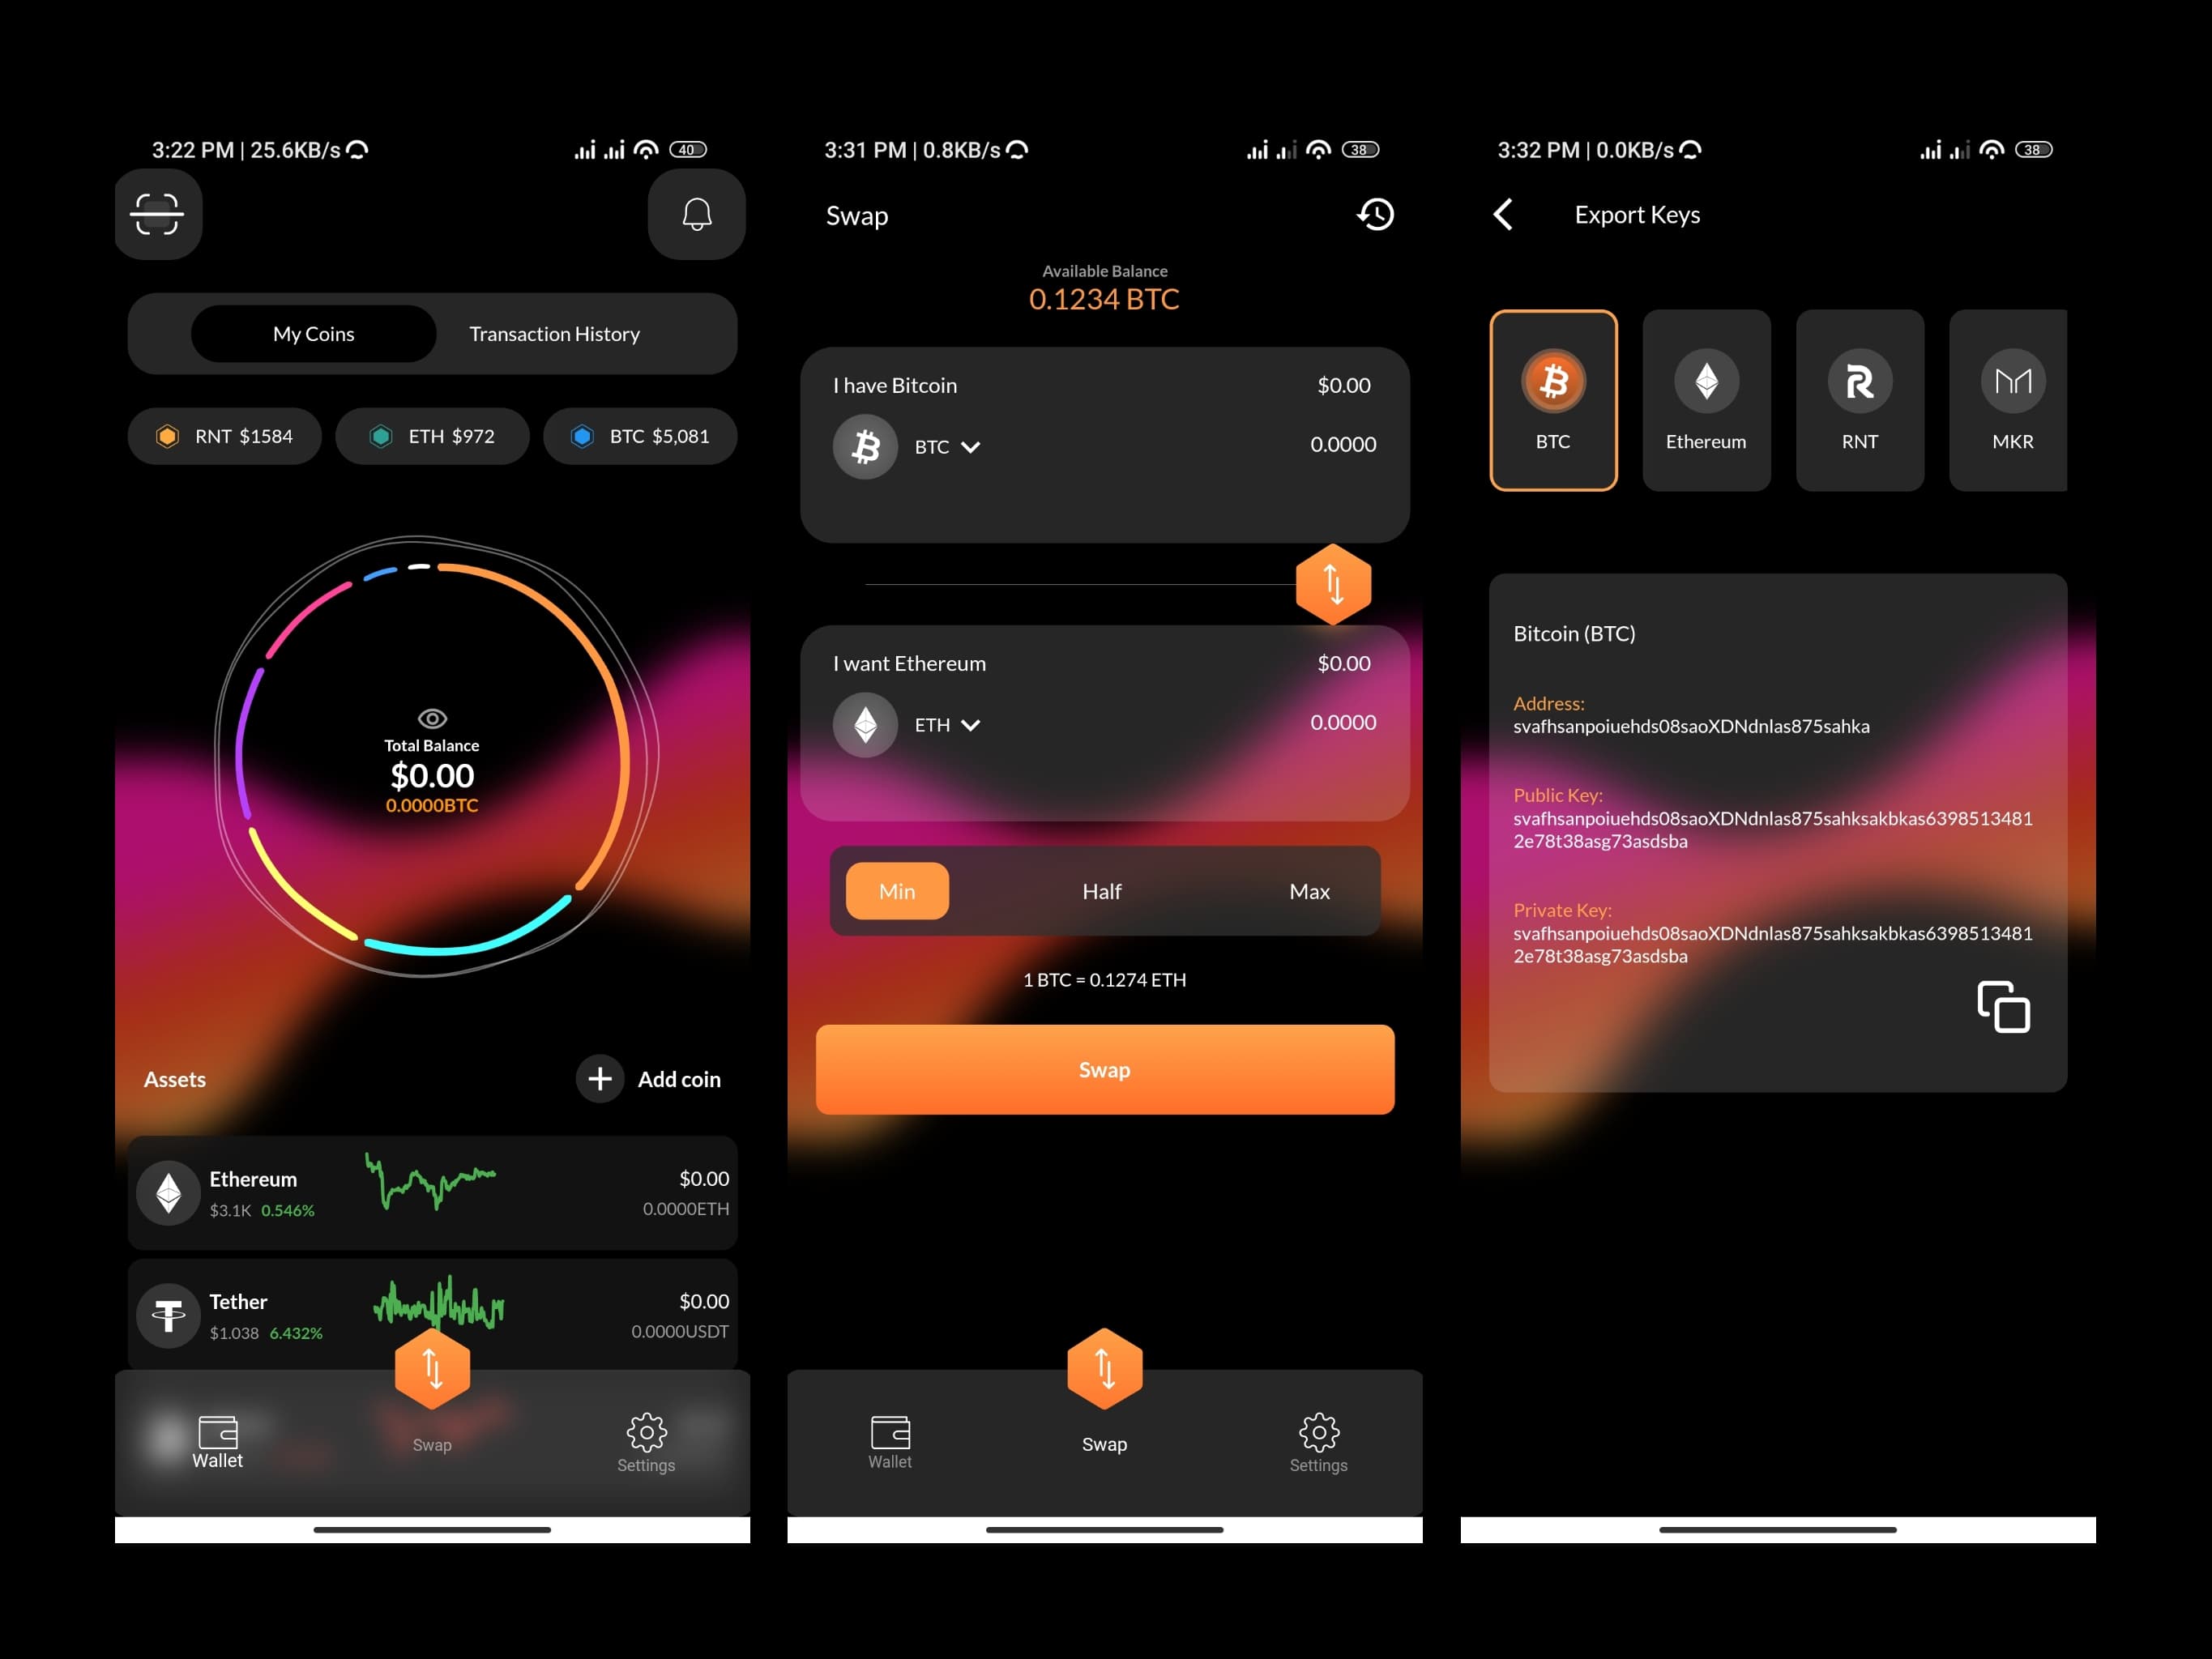 3:22 PM | 25.6KB/s
40
My Coins
Transaction History
RNT $1584
ETH $972
BTC $5,081
Total Balance
$0.00
0.0000BTC
Assets
Add coin
Ethereum
$0.00
$3.1K 0.546%
0.0000ETH
Tether
$0.00
$1.038 6.432%
0.0000USDT
Wallet
Swap
Settings
3:31 PM | 0.8KB/s
38
Swap
Available Balance
0.1234 BTC
I have Bitcoin
$0.00
BTC
0.0000
I want Ethereum
$0.00
ETH
0.0000
Min
Half
Max
1 BTC = 0.1274 ETH
Swap
Wallet
Swap
Settings
3:32 PM | 0.0KB/s
38
Export Keys
BTC
Ethereum
RNT
MKR
Bitcoin (BTC)
Address:
svafhsanpoiuehds08saoXDNdnlas875sahka
Public Key:
svafhsanpoiuehds08saoXDNdnlas875sahksakbkas6398513481
2e78t38asg73asdsba
Private Key:
svafhsanpoiuehds08saoXDNdnlas875sahksakbkas6398513481
2e78t38asg73asdsba